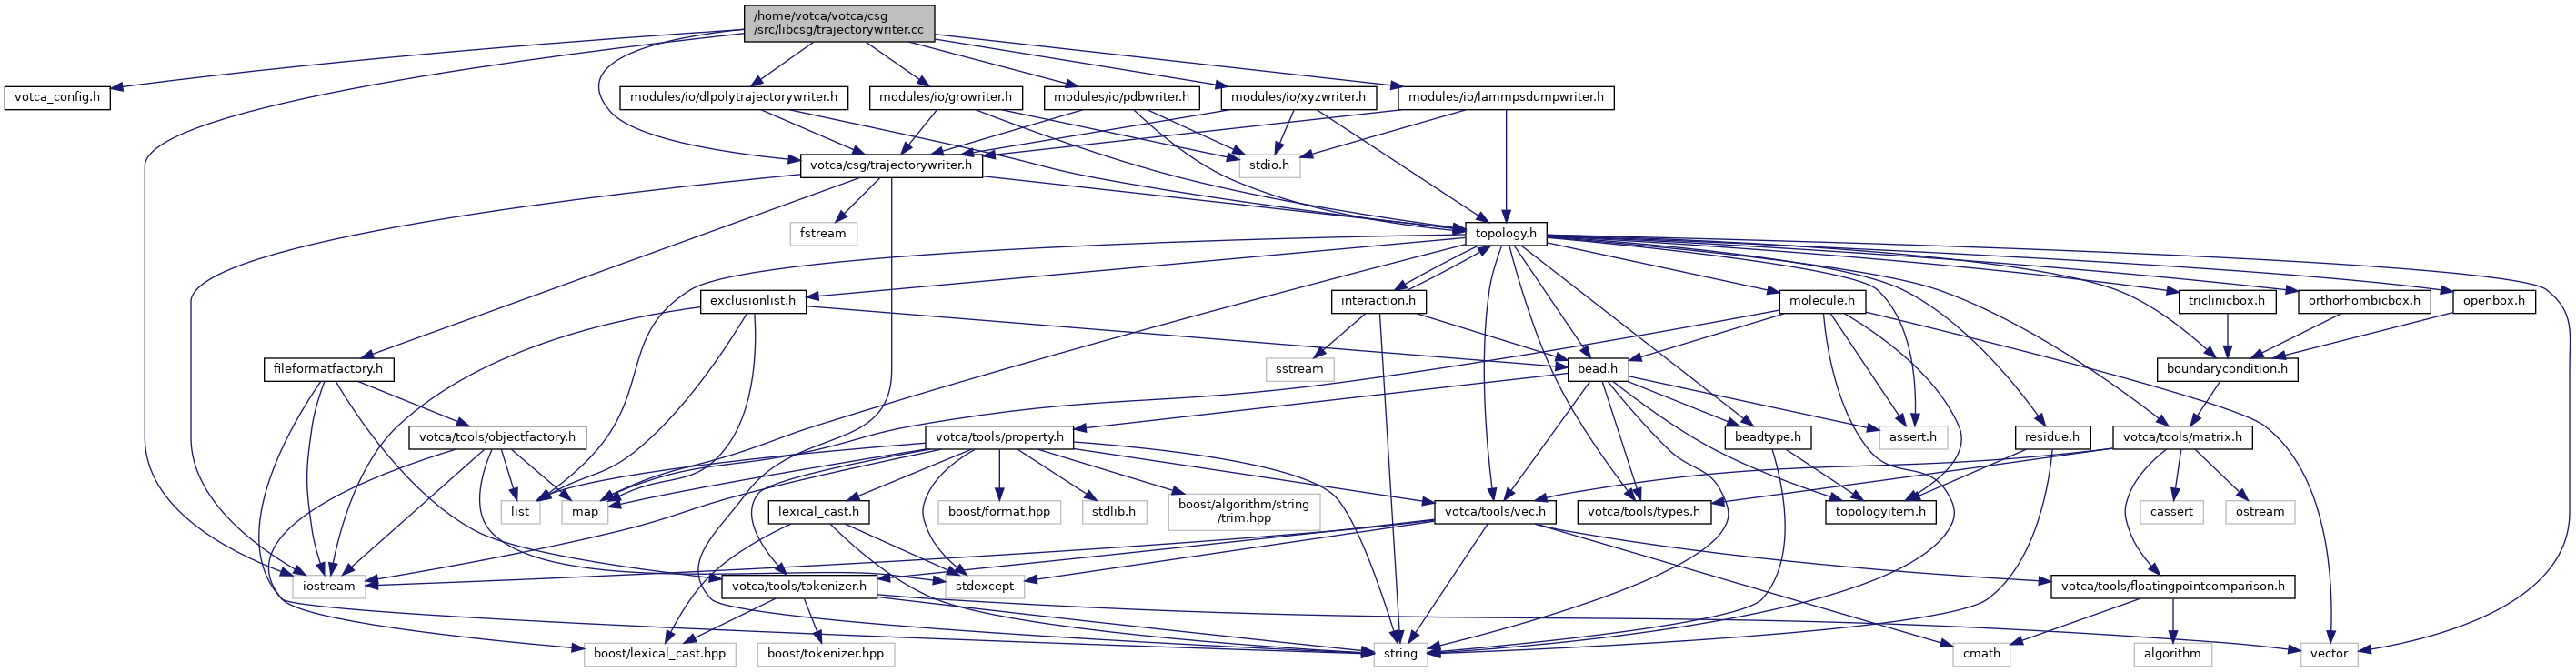 /home/votca/votca/csg
/src/libcsg/trajectorywriter.cc
votca_config.h
modules/io/dlpolytrajectorywriter.h
modules/io/growriter.h
modules/io/pdbwriter.h
modules/io/xyzwriter.h
modules/io/lammpsdumpwriter.h
votca/csg/trajectorywriter.h
stdio.h
fstream
topology.h
exclusionlist.h
interaction.h
molecule.h
triclinicbox.h
orthorhombicbox.h
openbox.h
fileformatfactory.h
sstream
bead.h
boundarycondition.h
votca/tools/objectfactory.h
votca/tools/property.h
beadtype.h
assert.h
residue.h
votca/tools/matrix.h
list
map
lexical_cast.h
boost/format.hpp
stdlib.h
boost/algorithm/string
/trim.hpp
votca/tools/vec.h
votca/tools/types.h
topologyitem.h
cassert
ostream
iostream
votca/tools/tokenizer.h
stdexcept
votca/tools/floatingpointcomparison.h
boost/lexical_cast.hpp
boost/tokenizer.hpp
string
cmath
algorithm
vector